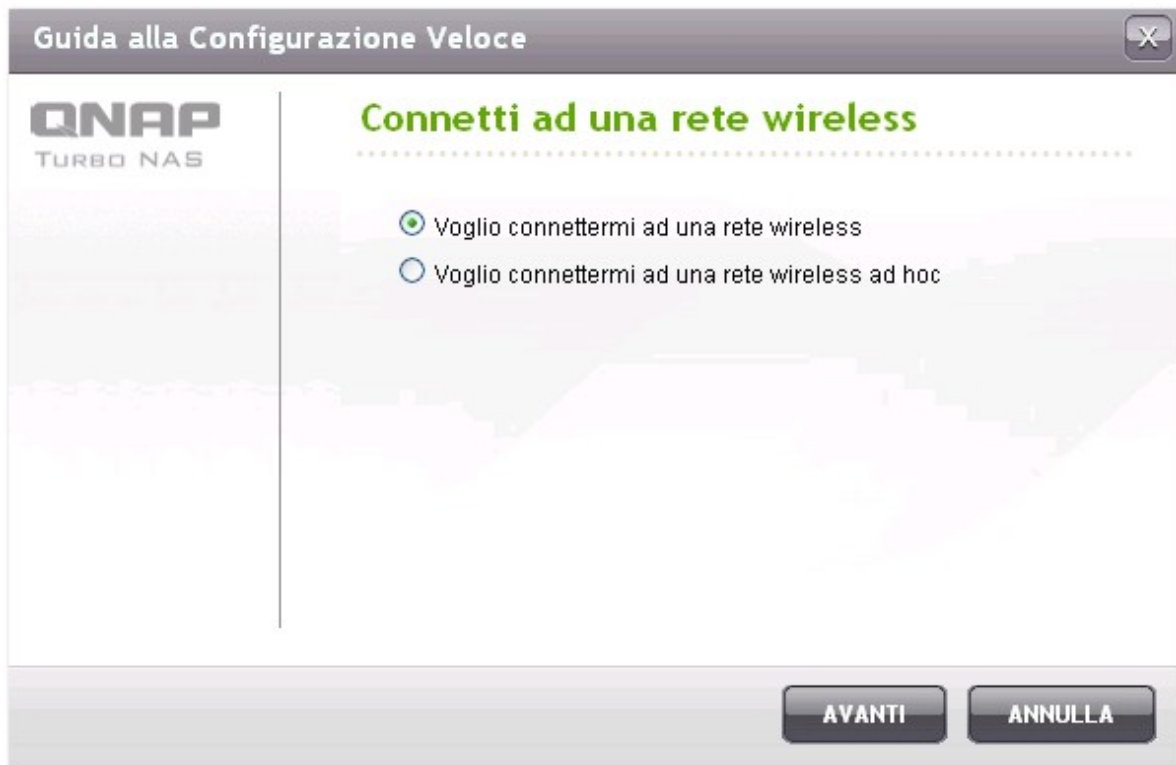 Guida alla Configurazione Veloce
X
QNAP
TURBO NAS
Connetti ad una rete wireless
Voglio connettermi ad una rete wireless
Voglio connettermi ad una rete wireless ad hoc
AVANTI
ANNULLA